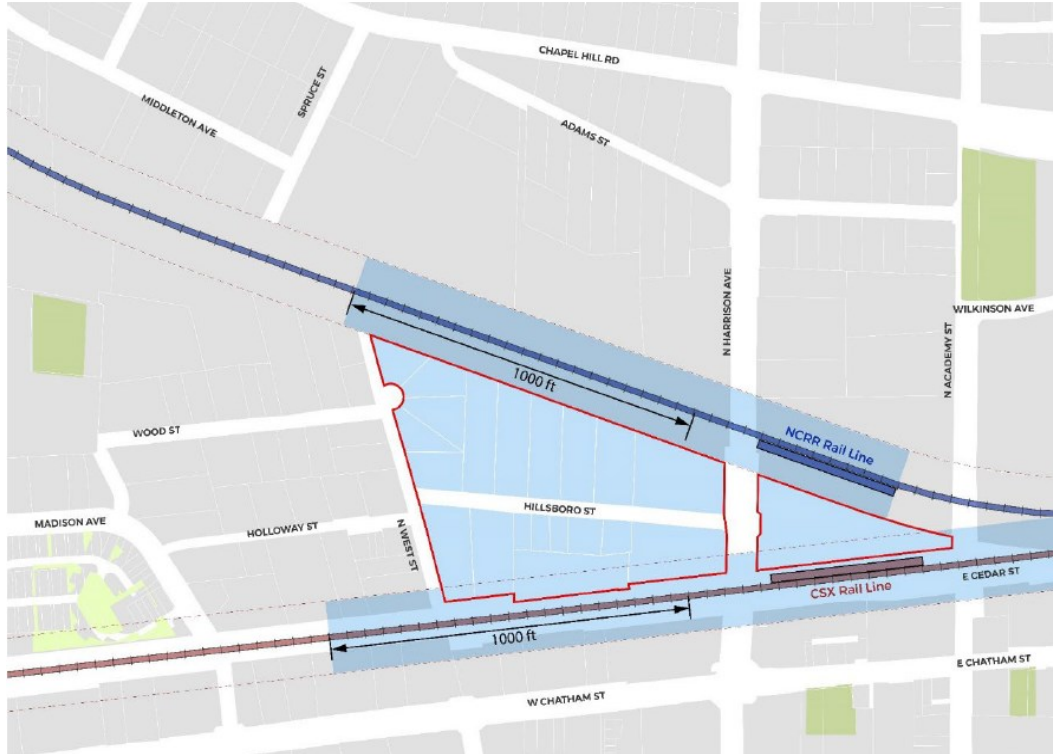 CHAPEL HILL RD
SPRUCE ST
MIDDLETON AVE
ADAMS ST
N HARRISON AVE
WILKINSON AVE
N ACADEMY ST
1000 ft
WOOD ST
NCRR Rail Line
HILLSBORO ST
MADISON AVE
HOLLOWAY ST
N WEST ST
E CEDAR ST
CSX Rail Line
1000 ft
E CHATHAM ST
W CHATHAM ST